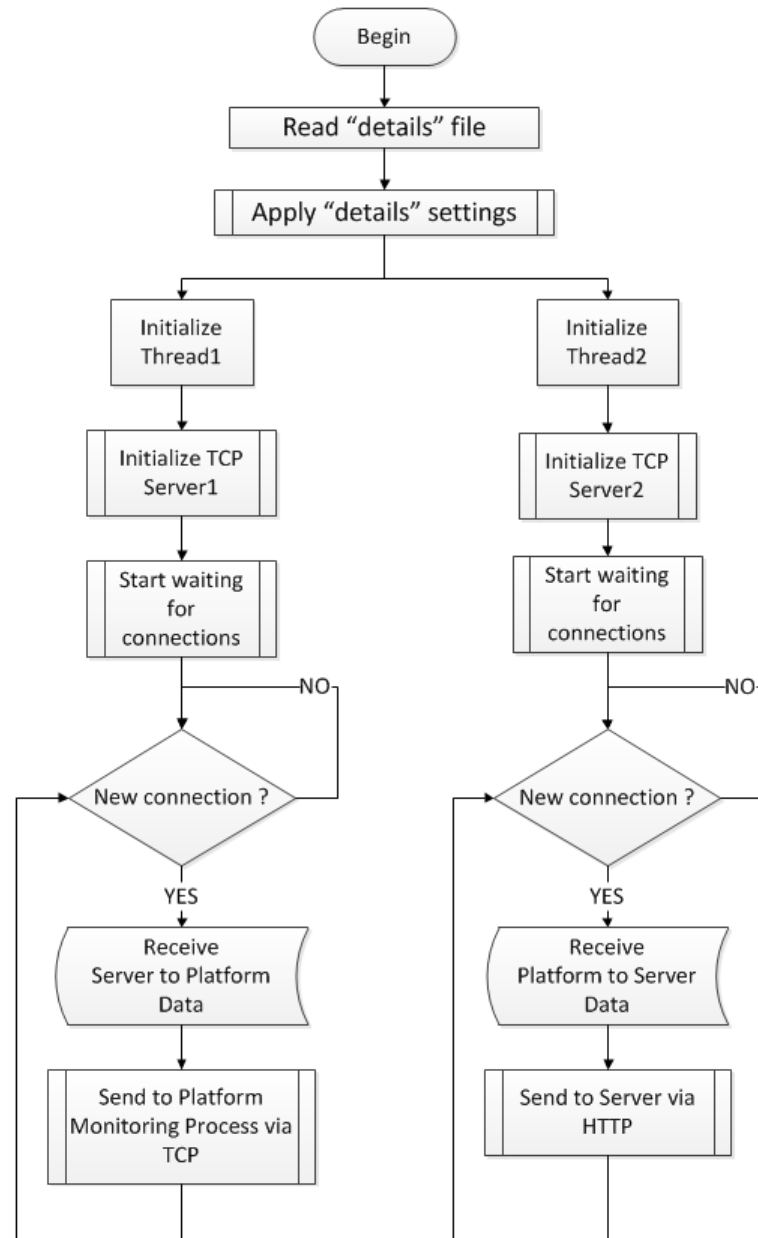 Begin
Read “details” file
Apply “details” settings
Initialize
Thread1
Initialize
Thread2
Initialize TCP
Server1
Initialize TCP
Server2
Start waiting
for
connections
Start waiting
for
connections
NO
NO
New connection ?
New connection ?
YES
YES
Receive
Server to Platform
Data
Receive
Platform to Server
Data
Send to Platform
Monitoring Process via
TCP
Send to Server via
HTTP